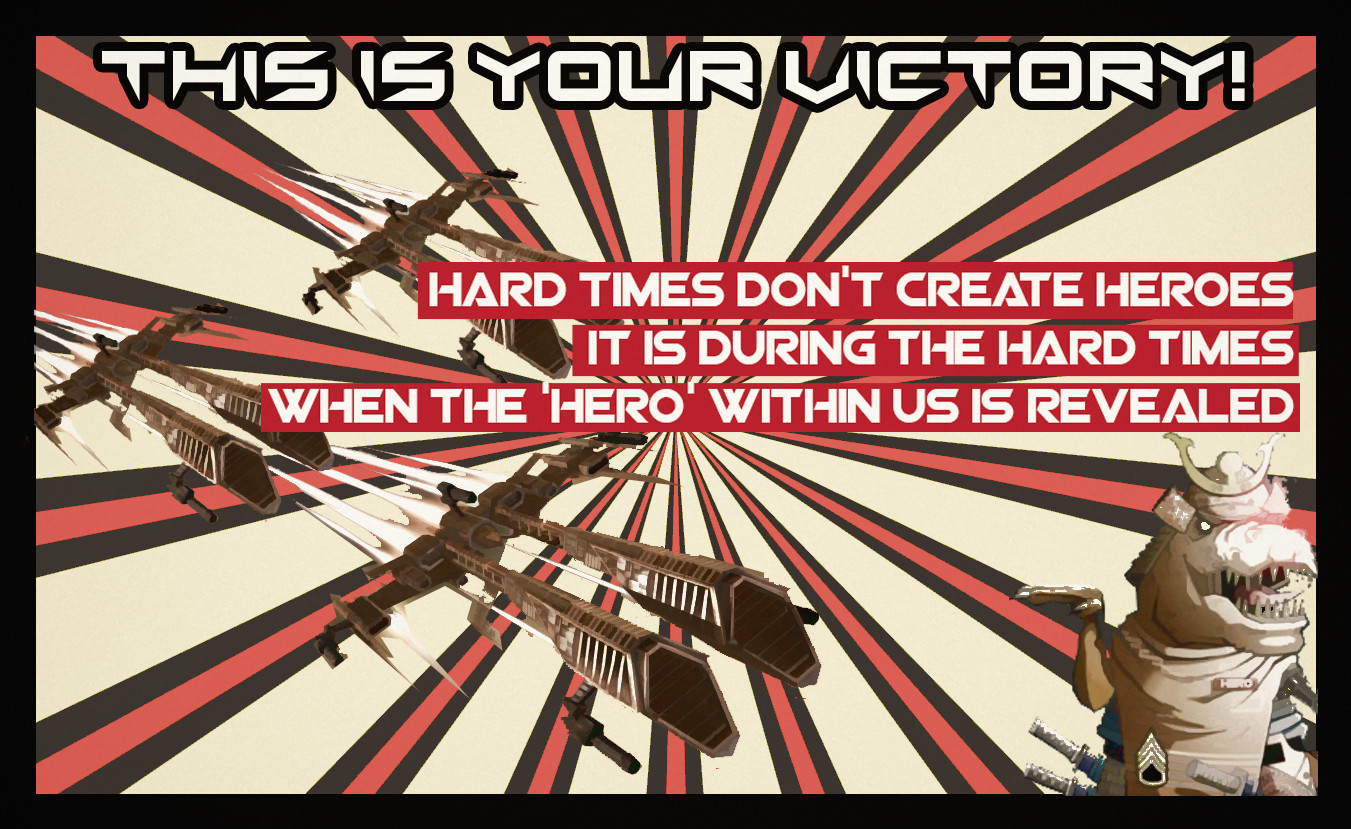 THIS IS YOUR VICTORY!
HARD TIMES DON'T CREATE HEROES
IT IS DURING THE HARD TIMES
WHEN THE 'HERO' WITHIN US IS REVEALED
HERO